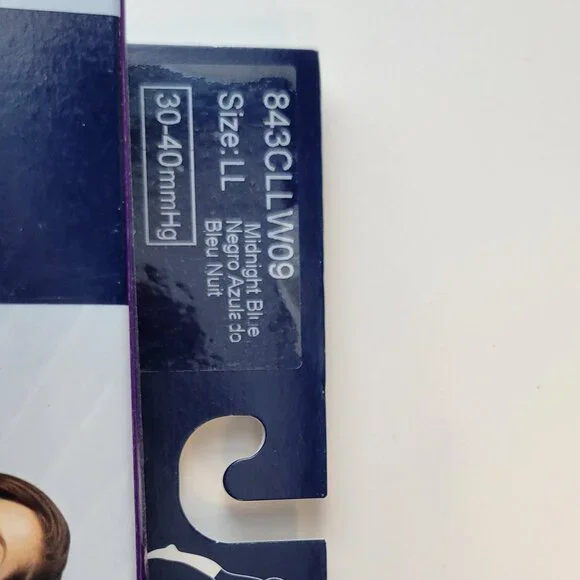 843CLLW09
Size: LL
Midnight Blue
Negro Azulado
Bleu Nuit
30-40mmHg